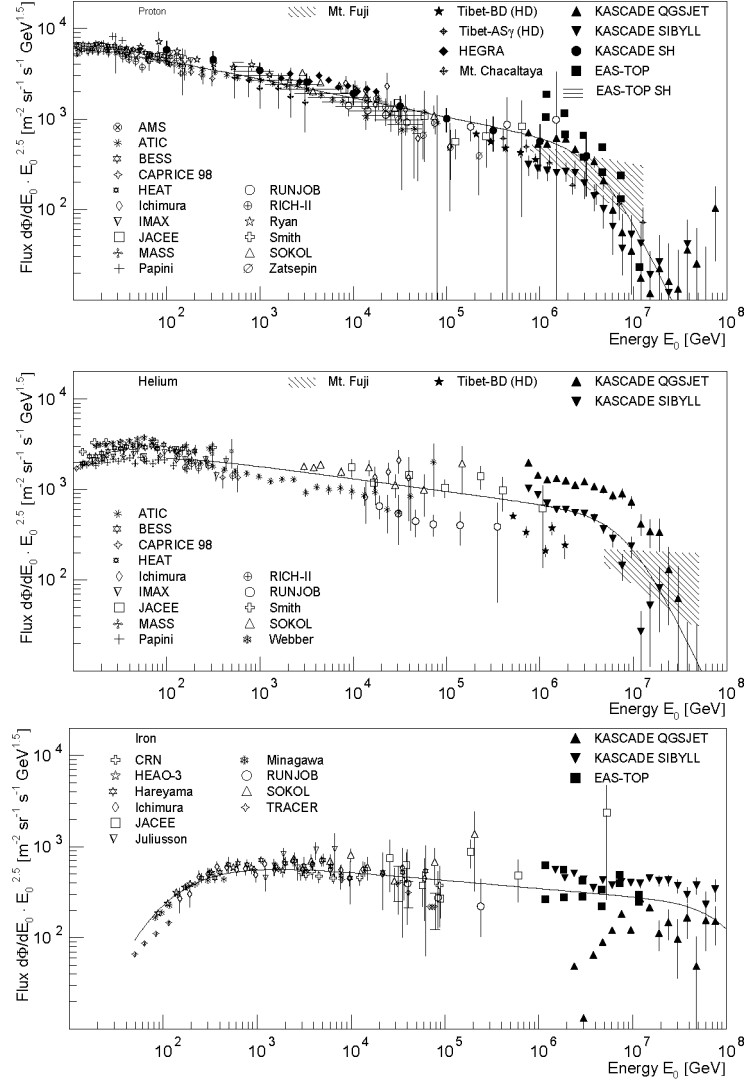 Proton
Mt. Fuji
Tibet-BD (HD)
KASCADE QGSJET
Tibet-ASγ (HD)
KASCADE SIBYLL
HEGRA
KASCADE SH
Mt. Chacaltaya
EAS-TOP
EAS-TOP SH
AMS
ATIC
BESS
CAPRICE 98
HEAT
RUNJOB
Ichimura
RICH-II
IMAX
Ryan
JACEE
Smith
MASS
SOKOL
Papini
Zatsepin
Flux dΦ/dE₀ · E₀ ^2.5 [m⁻² sr⁻¹ s⁻¹ GeV^1.5]
10⁴
10³
10²
10² 10³ 10⁴ 10⁵ 10⁶ 10⁷ 10⁸
Energy E₀ [GeV]
Helium
Mt. Fuji
Tibet-BD (HD)
KASCADE QGSJET
KASCADE SIBYLL
ATIC
BESS
CAPRICE 98
HEAT
Ichimura
RICH-II
IMAX
RUNJOB
JACEE
Smith
MASS
SOKOL
Papini
Webber
Flux dΦ/dE₀ · E₀ ^2.5 [m⁻² sr⁻¹ s⁻¹ GeV^1.5]
10⁴
10³
10²
10² 10³ 10⁴ 10⁵ 10⁶ 10⁷ 10⁸
Energy E₀ [GeV]
Iron
KASCADE QGSJET
CRN
Minagawa
KASCADE SIBYLL
HEAO-3
RUNJOB
EAS-TOP
Hareyama
SOKOL
Ichimura
TRACER
JACEE
Juliusson
Flux dΦ/dE₀ · E₀ ^2.5 [m⁻² sr⁻¹ s⁻¹ GeV^1.5]
10⁴
10³
10²
10² 10³ 10⁴ 10⁵ 10⁶ 10⁷ 10⁸
Energy E₀ [GeV]